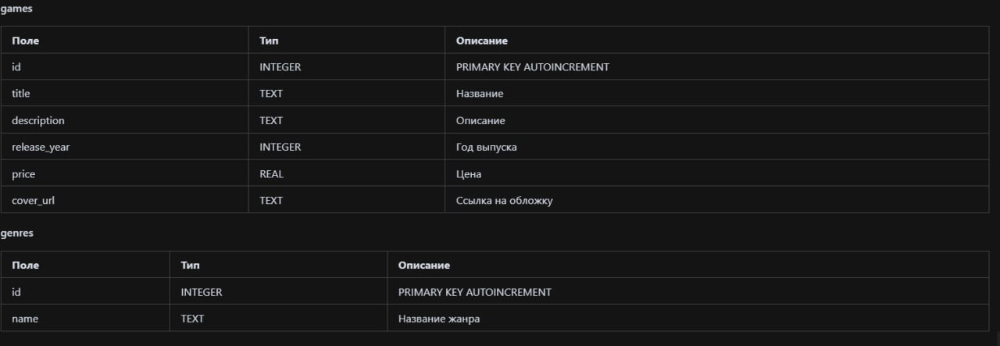 games
Поле Тип Описание
id INTEGER PRIMARY KEY AUTOINCREMENT
title TEXT Название
description TEXT Описание
release_year INTEGER Год выпуска
price REAL Цена
cover_url TEXT Ссылка на обложку
genres
Поле Тип Описание
id INTEGER PRIMARY KEY AUTOINCREMENT
name TEXT Название жанра